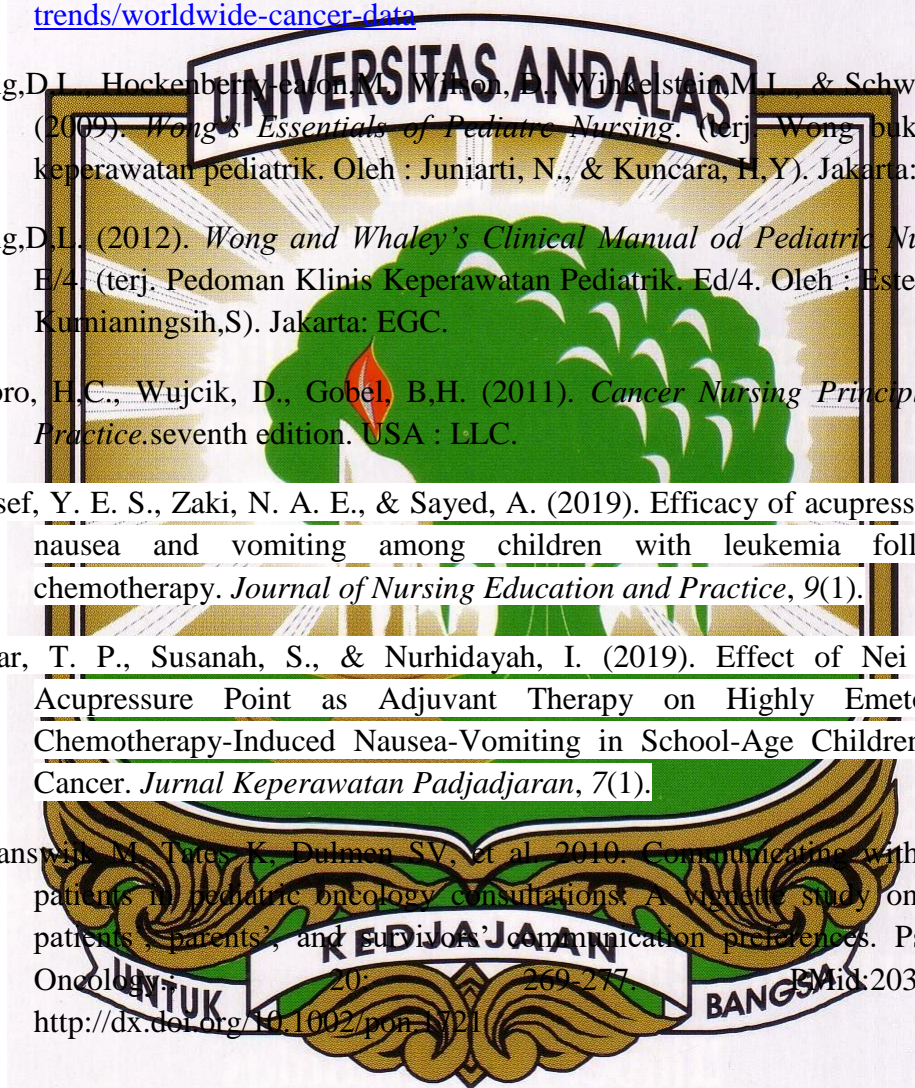 trends/worldwide-cancer-data
UNIVERSITAS ANDALAS
g,D.L., Hockenberry-eaton,M., Wilson, D., Winkelstein,M.L., & Schw
(2009). Wong's Essentials of Pediatrc Nursing. (terj. Wong buk
keperawatan pediatrik. Oleh : Juniarti, N., & Kuncara, H,Y). Jakarta:
g,D.L. (2012). Wong and Whaley's Clinical Manual od Pediatric Nu
E/4. (terj. Pedoman Klinis Keperawatan Pediatrik. Ed/4. Oleh : Este
Kurnianingsih,S). Jakarta: EGC.
oro, H,C., Wujcik, D., Gobel, B,H. (2011). Cancer Nursing Princip
Practice.seventh edition. USA : LLC.
sef, Y. E. S., Zaki, N. A. E., & Sayed, A. (2019). Efficacy of acupress
nausea and vomiting among children with leukemia foll
chemotherapy. Journal of Nursing Education and Practice, 9(1).
ar, T. P., Susanah, S., & Nurhidayah, I. (2019). Effect of Nei
Acupressure Point as Adjuvant Therapy on Highly Emeto
Chemotherapy-Induced Nausea-Vomiting in School-Age Children
Cancer. Jurnal Keperawatan Padjadjaran, 7(1).
answijk M, Tates K, Dulmen SV, et al. 2010. Communicating with
patients in pediatric oncology consultations: A vignette study on
patients', parents', and survivors' communication preferences. Ps
Oncology.; 20: 269-277. PMid:203
http://dx.doi.org/10.1002/pon.1721
UNTUK KEDJAJAAN BANGSA